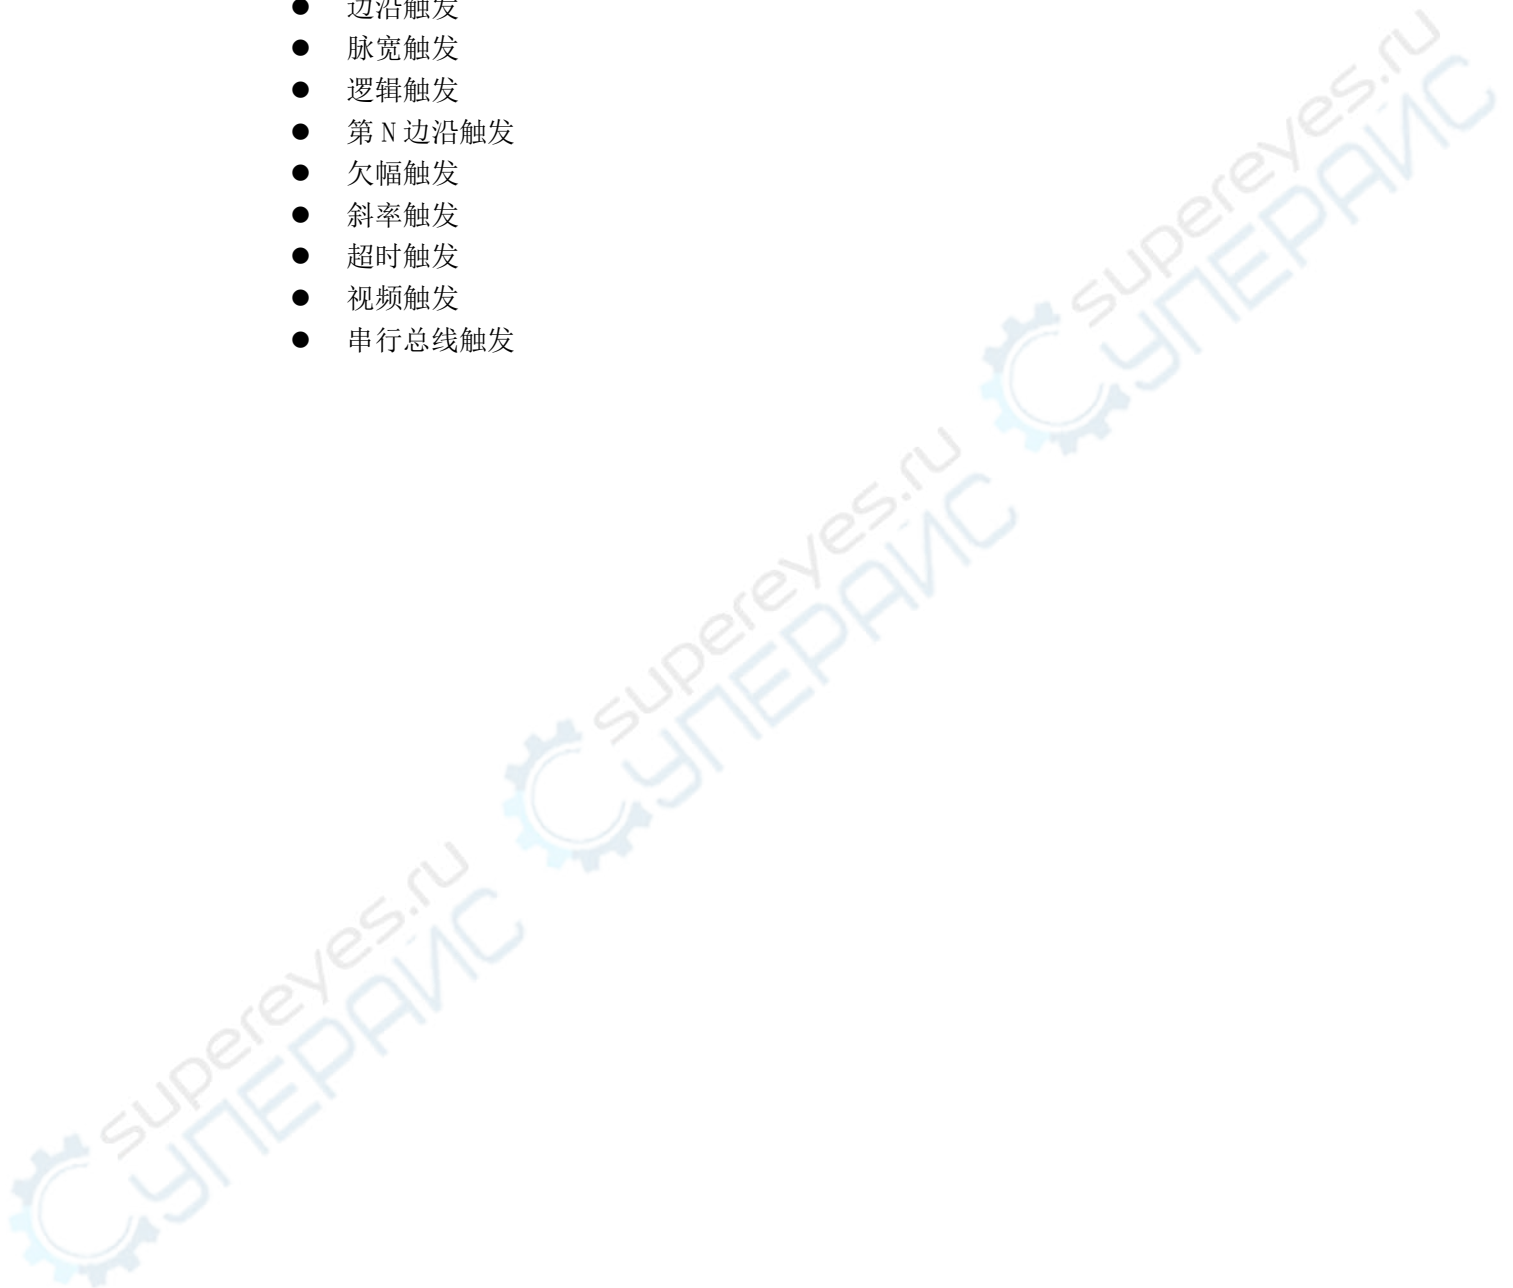 ● 边沿触发
● 脉宽触发
● 逻辑触发
● 第 N 边沿触发
● 欠幅触发
● 斜率触发
● 超时触发
● 视频触发
● 串行总线触发
supereyes.ru
СУПЕРАЙС
supereyes.ru
СУПЕРАЙС
supereyes.ru
СУПЕРАЙС